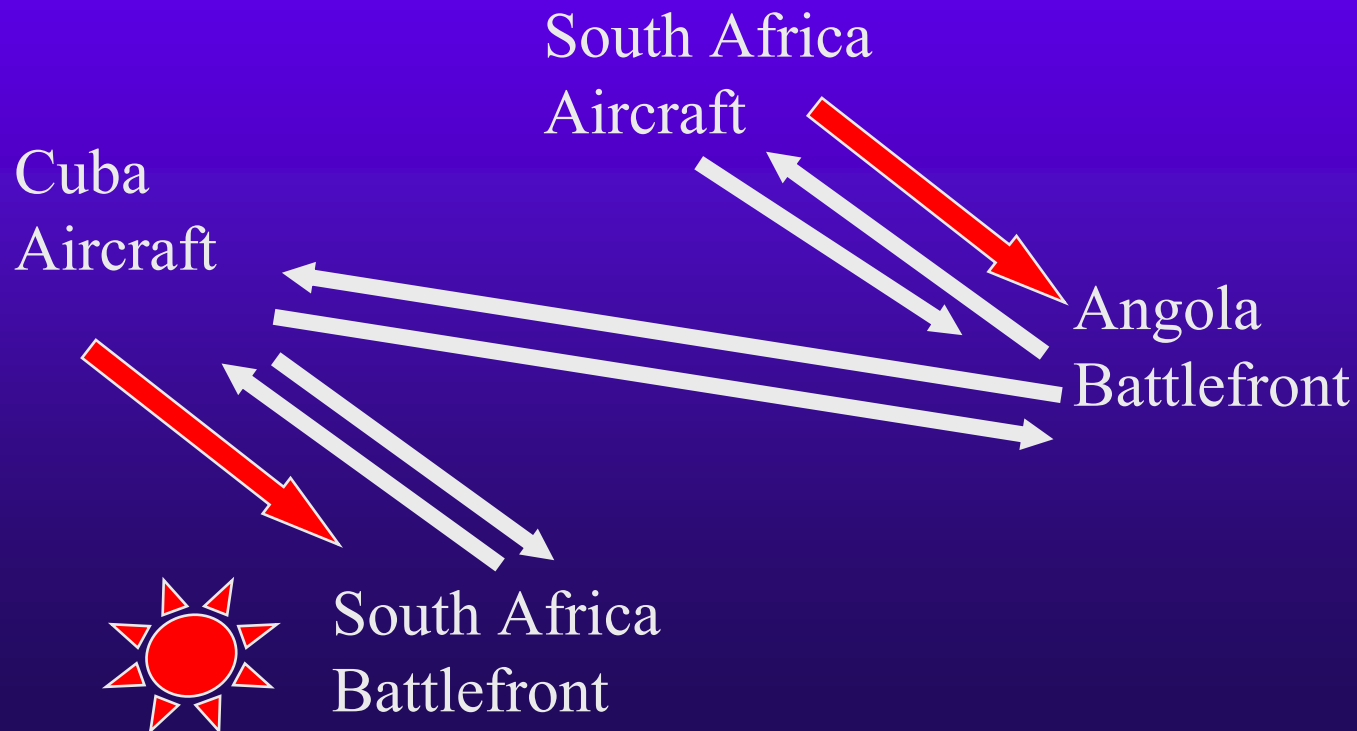 South Africa
Aircraft
Cuba
Aircraft
Angola
Battlefront
South Africa
Battlefront